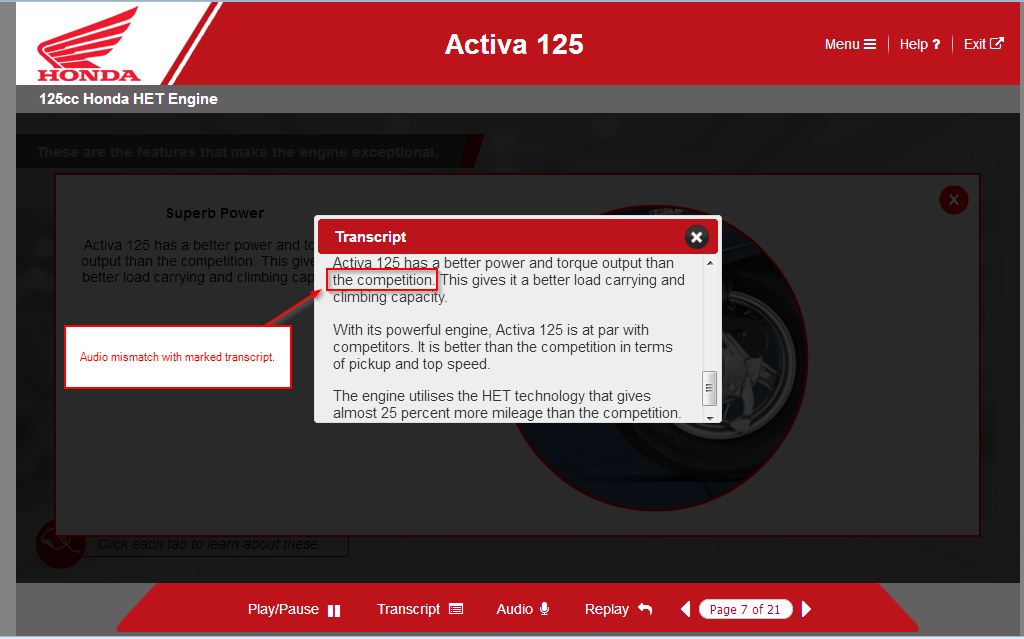 HONDA
Activa 125
Menu
Help ?
Exit
125cc Honda HET Engine
These are the features that make the engine exceptional.
X
Superb Power
Activa 125 has a better power and to
output than the competition. This give
better load carrying and climbing cap
Transcript
Activa 125 has a better power and torque output than
the competition. This gives it a better load carrying and
climbing capacity.
With its powerful engine, Activa 125 is at par with
competitors. It is better than the competition in terms
of pickup and top speed.
The engine utilises the HET technology that gives
almost 25 percent more mileage than the competition.
Audio mismatch with marked transcript.
Click each tab to learn about these.
Play/Pause
Transcript
Audio
Replay
Page 7 of 21